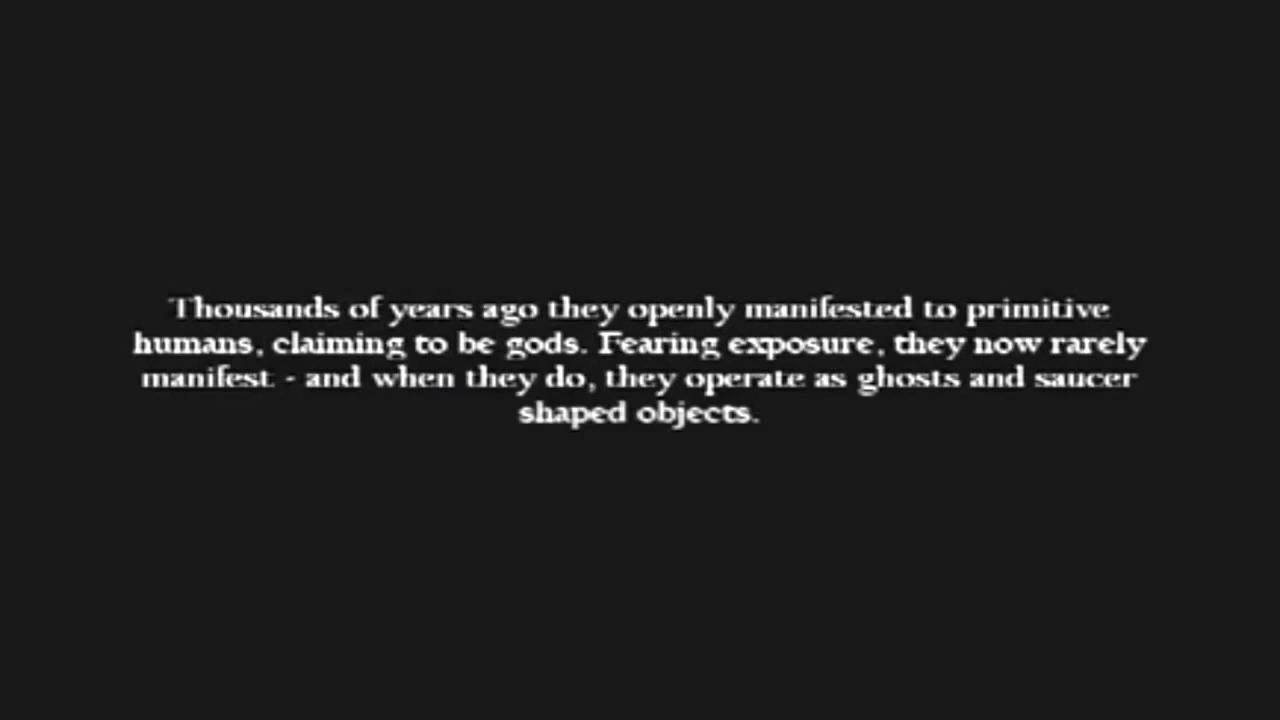 Thousands of years ago they openly manifested to primitive
humans, claiming to be gods. Fearing exposure, they now rarely
manifest - and when they do, they operate as ghosts and saucer
shaped objects.